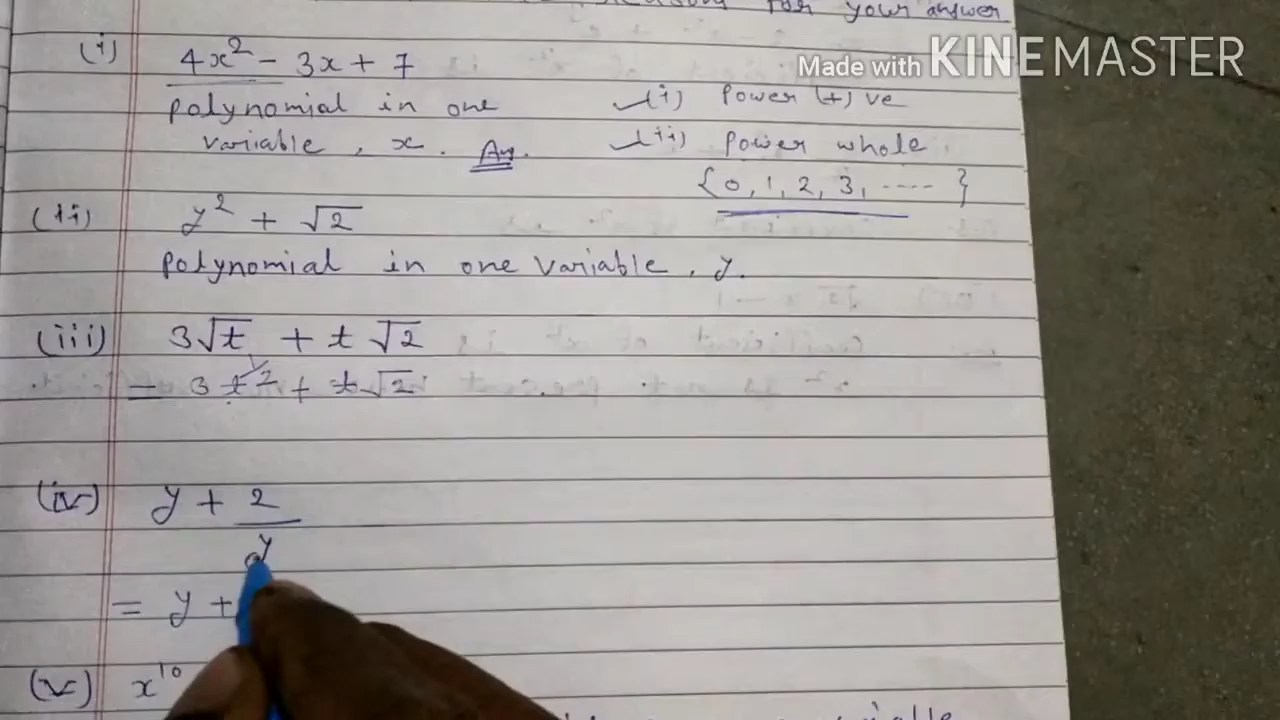 for your answer
Made with KINEMASTER
(i) 4x² - 3x + 7
polynomial in one (i) Power (+) ve
variable, x. Ans. (ii) Power whole
{0, 1, 2, 3, ---- }
(ii) y² + √2
polynomial in one variable, y.
(iii) 3√t + t √2
= 3 t^1/2 + t√2
(iv) y + 2/y
= y +
(v) x¹⁰